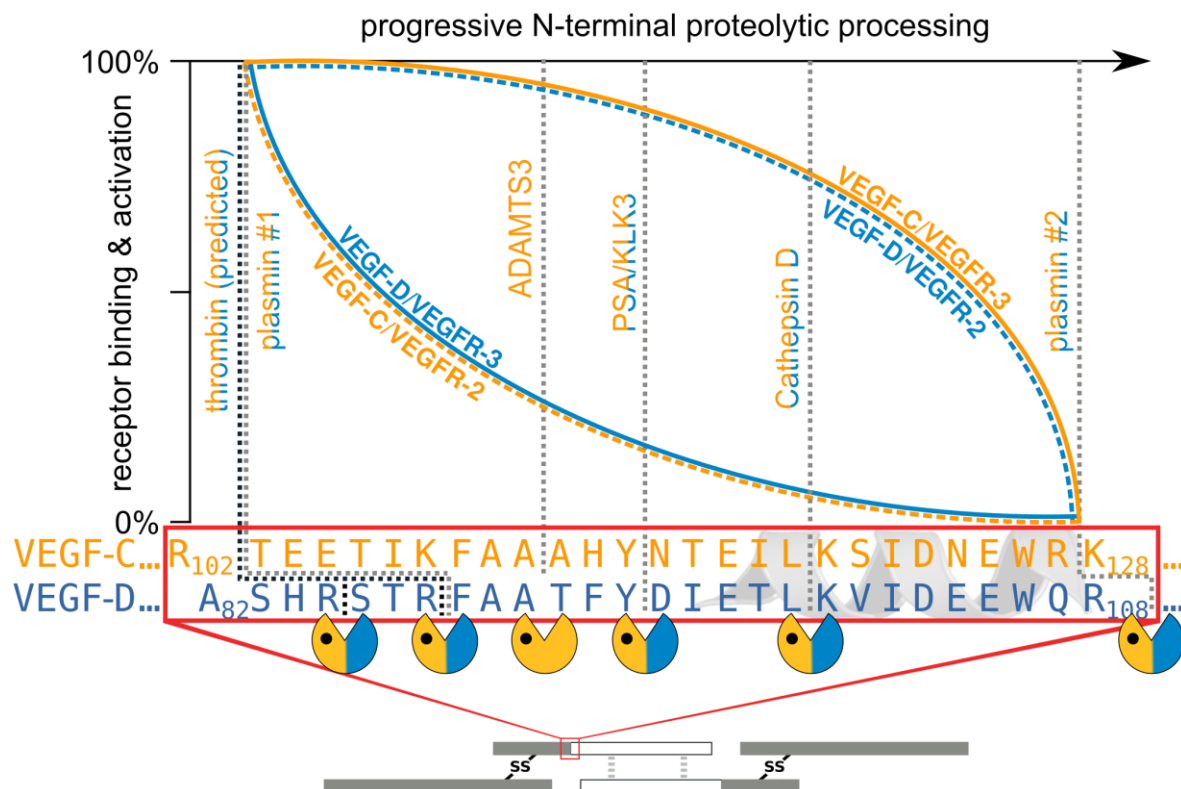 progressive N-terminal proteolytic processing
100%
0%
receptor binding & activation
thrombin (predicted)
plasmin #1
VEGF-D/VEGFR-3
VEGF-C/VEGFR-2
ADAMTS3
PSA/KLK3
Cathepsin D
VEGF-C/VEGFR-3
VEGF-D/VEGFR-2
plasmin #2
VEGF-C... R102 T E E T I K F A A A H Y N T E I L K S I D N E W R K128 ...
VEGF-D... A82 S H R S T R F A A T F Y D I E T L K V I D E E W Q R108 ...
ss
ss